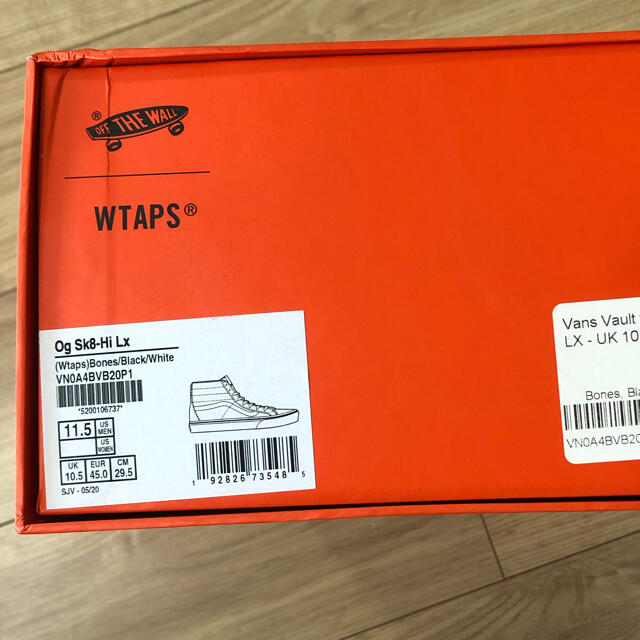 ®
OFF THE WALL
WTAPS®
Og Sk8-Hi Lx
(Wtaps)Bones/Black/White
VN0A4BVB20P1
*5200106737*
11.5 US MEN
US WOMEN
UK EUR CM
10.5 45.0 29.5
SJV - 05/20
1 92826 73548 5
Vans Vault
LX - UK 10
Bones, Bla
VN0A4BVB20